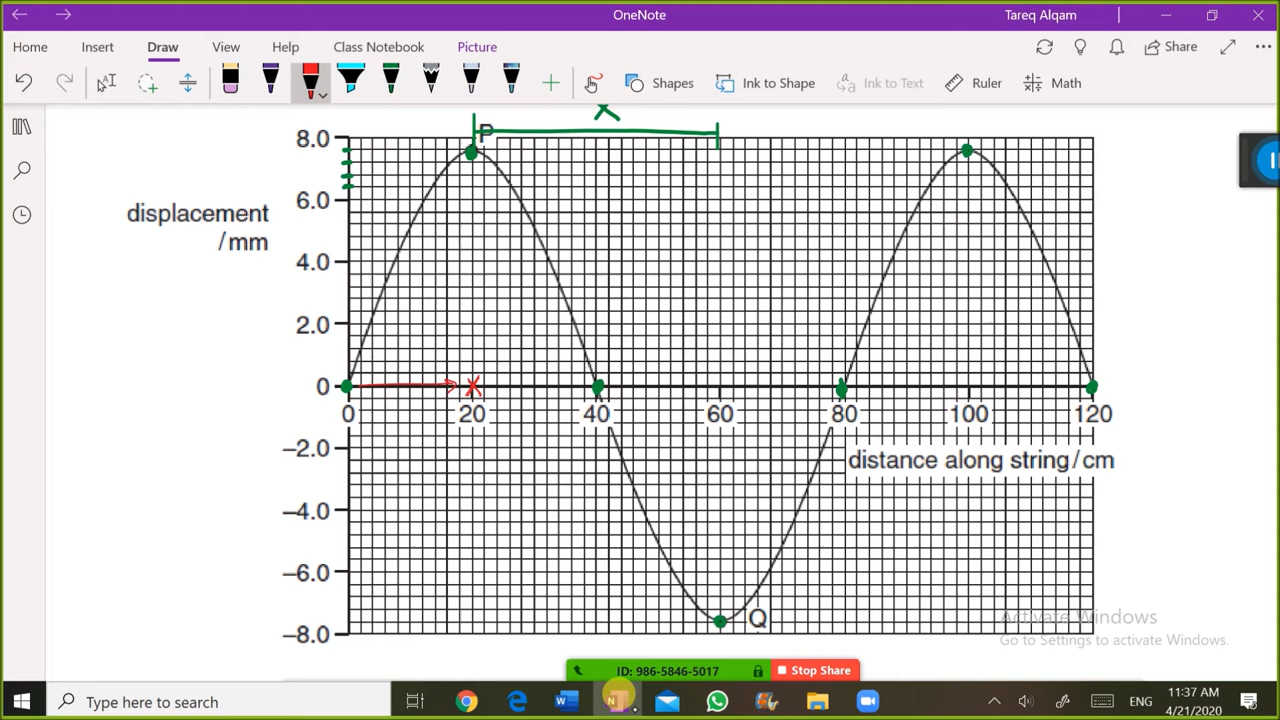 OneNote
Tareq Alqam
Home Insert Draw View Help Class Notebook Picture
Share
Shapes Ink to Shape Ink to Text Ruler Math
X
P
8.0
6.0
displacement
/mm
4.0
2.0
0
X
0 20 40 60 80 100 120
−2.0
distance along string/cm
−4.0
−6.0
−8.0
Q
Activate Windows
Go to Settings to activate Windows.
ID: 986-5846-5017 Stop Share
Type here to search
ENG
11:37 AM
4/21/2020